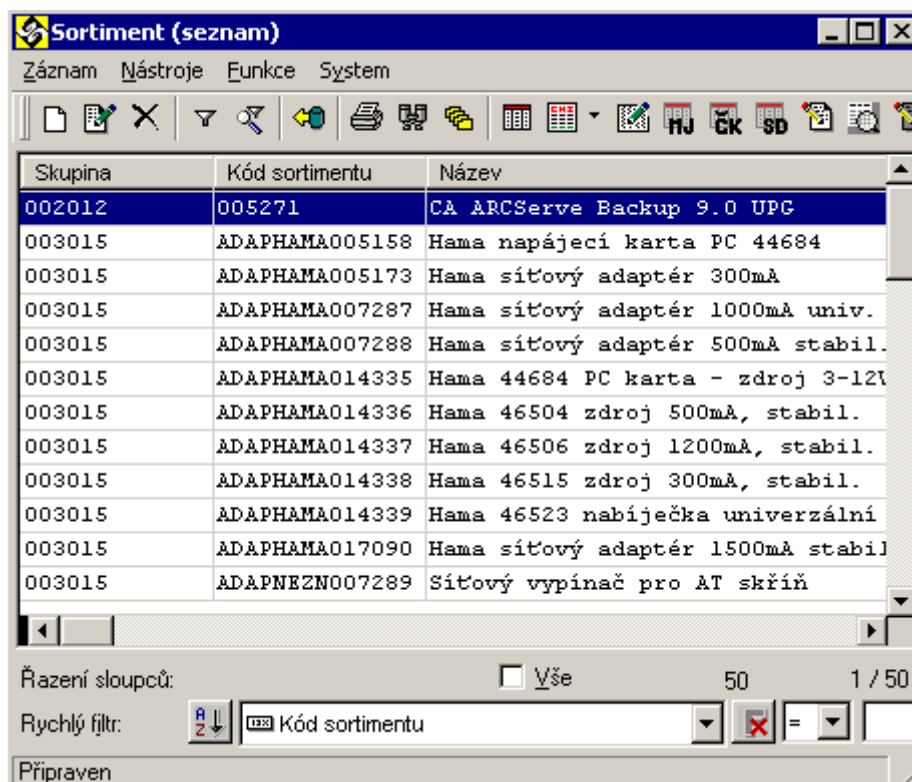 Sortiment (seznam)
Záznam Nástroje Funkce System
MJ ČK SD
Skupina Kód sortimentu Název
002012 005271 CA ARCServe Backup 9.0 UPG
003015 ADAPHAMA005158 Hama napájecí karta PC 44684
003015 ADAPHAMA005173 Hama síťový adaptér 300mA
003015 ADAPHAMA007287 Hama síťový adaptér 1000mA univ.
003015 ADAPHAMA007288 Hama síťový adaptér 500mA stabil.
003015 ADAPHAMA014335 Hama 44684 PC karta - zdroj 3-12V
003015 ADAPHAMA014336 Hama 46504 zdroj 500mA, stabil.
003015 ADAPHAMA014337 Hama 46506 zdroj 1200mA, stabil.
003015 ADAPHAMA014338 Hama 46515 zdroj 300mA, stabil.
003015 ADAPHAMA014339 Hama 46523 nabíječka univerzální
003015 ADAPHAMA017090 Hama síťový adaptér 1500mA stabil
003015 ADAPNEZN007289 Síťový vypínač pro AT skříň
Řazení sloupců: Vše 50 1 / 50
Rychlý filtr: Kód sortimentu =
Připraven